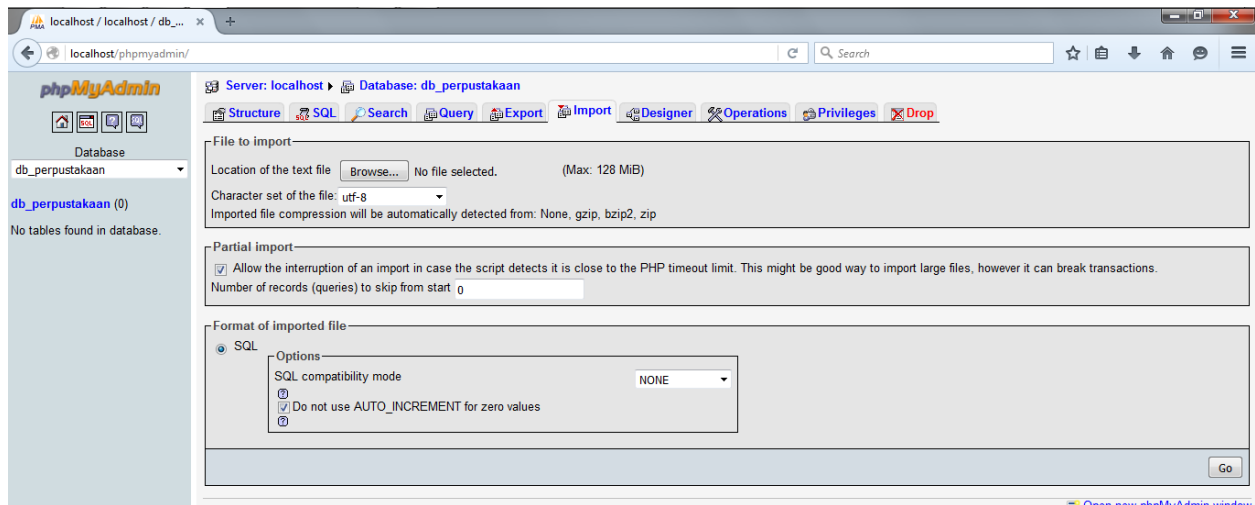 localhost / localhost / db_...
localhost/phpmyadmin/
Search
phpMyAdmin
Database
db_perpustakaan
db_perpustakaan (0)
No tables found in database.
Server: localhost Database: db_perpustakaan
Structure SQL Search Query Export Import Designer Operations Privileges Drop
File to import
Location of the text file Browse... No file selected. (Max: 128 MiB)
Character set of the file: utf-8
Imported file compression will be automatically detected from: None, gzip, bzip2, zip
Partial import
Allow the interruption of an import in case the script detects it is close to the PHP timeout limit. This might be good way to import large files, however it can break transactions.
Number of records (queries) to skip from start 0
Format of imported file
SQL
Options
SQL compatibility mode NONE
Do not use AUTO_INCREMENT for zero values
Go
Open new phpMyAdmin window